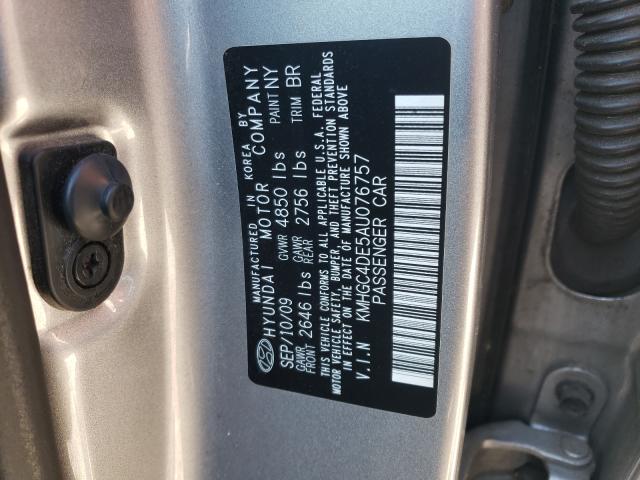 MANUFACTURED IN KOREA BY
HYUNDAI MOTOR COMPANY
SEP/10/09 GVWR 4850 lbs PAINT NY
GAWR FRONT 2646 lbs GAWR REAR 2756 lbs TRIM BR
THIS VEHICLE CONFORMS TO ALL APPLICABLE U.S.A. FEDERAL
MOTOR VEHICLE SAFETY, BUMPER, AND THEFT PREVENTION STANDARDS
IN EFFECT ON THE DATE OF MANUFACTURE SHOWN ABOVE
V.I.N KMHGC4DE5AU076757
PASSENGER CAR